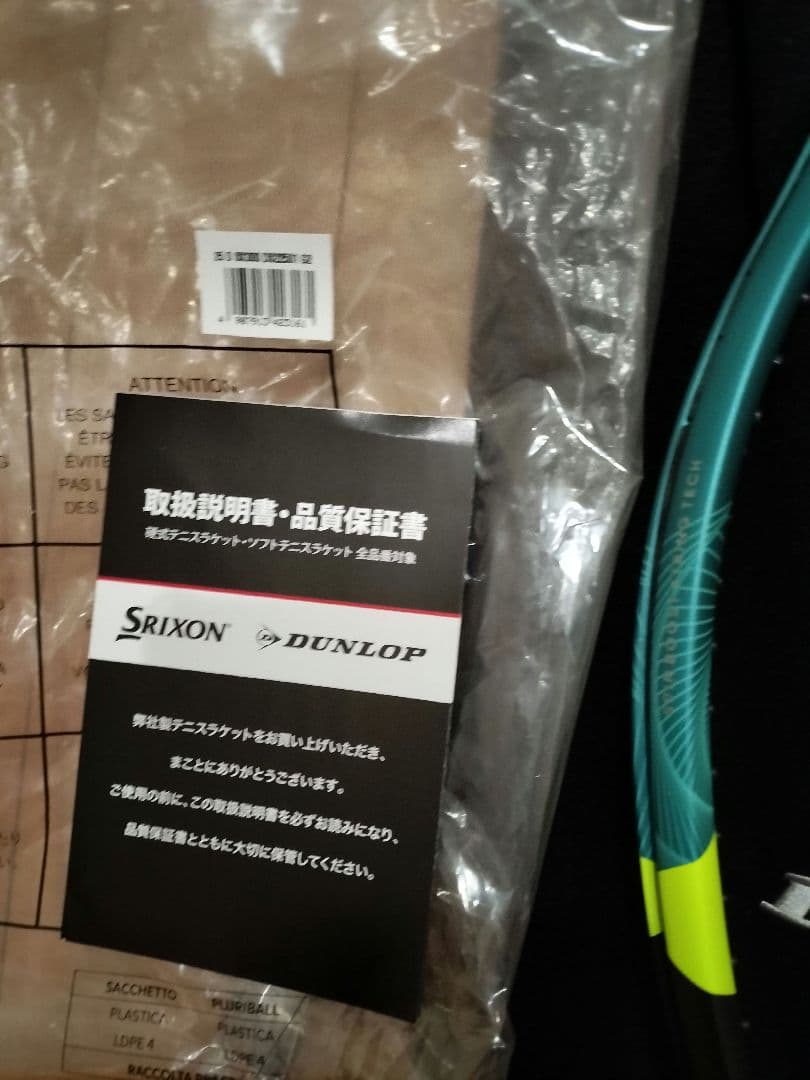 ATTENTION
LES SA
ÉTR
ÉVITE
PAS L
DES
取扱説明書・品質保証書
硬式テニスラケット・ソフトテニスラケット 全品番対象
SRIXON DUNLOP
弊社製テニスラケットをお買い上げいただき、
まことにありがとうございます。
ご使用の前に、この取扱説明書を必ずお読みになり、
品質保証書とともに大切に保管してください。
SACCHETTO PLURIBALL
PLASTICA PLASTICA
LDPE 4 LDPE 4
RACCOLTA
TECH